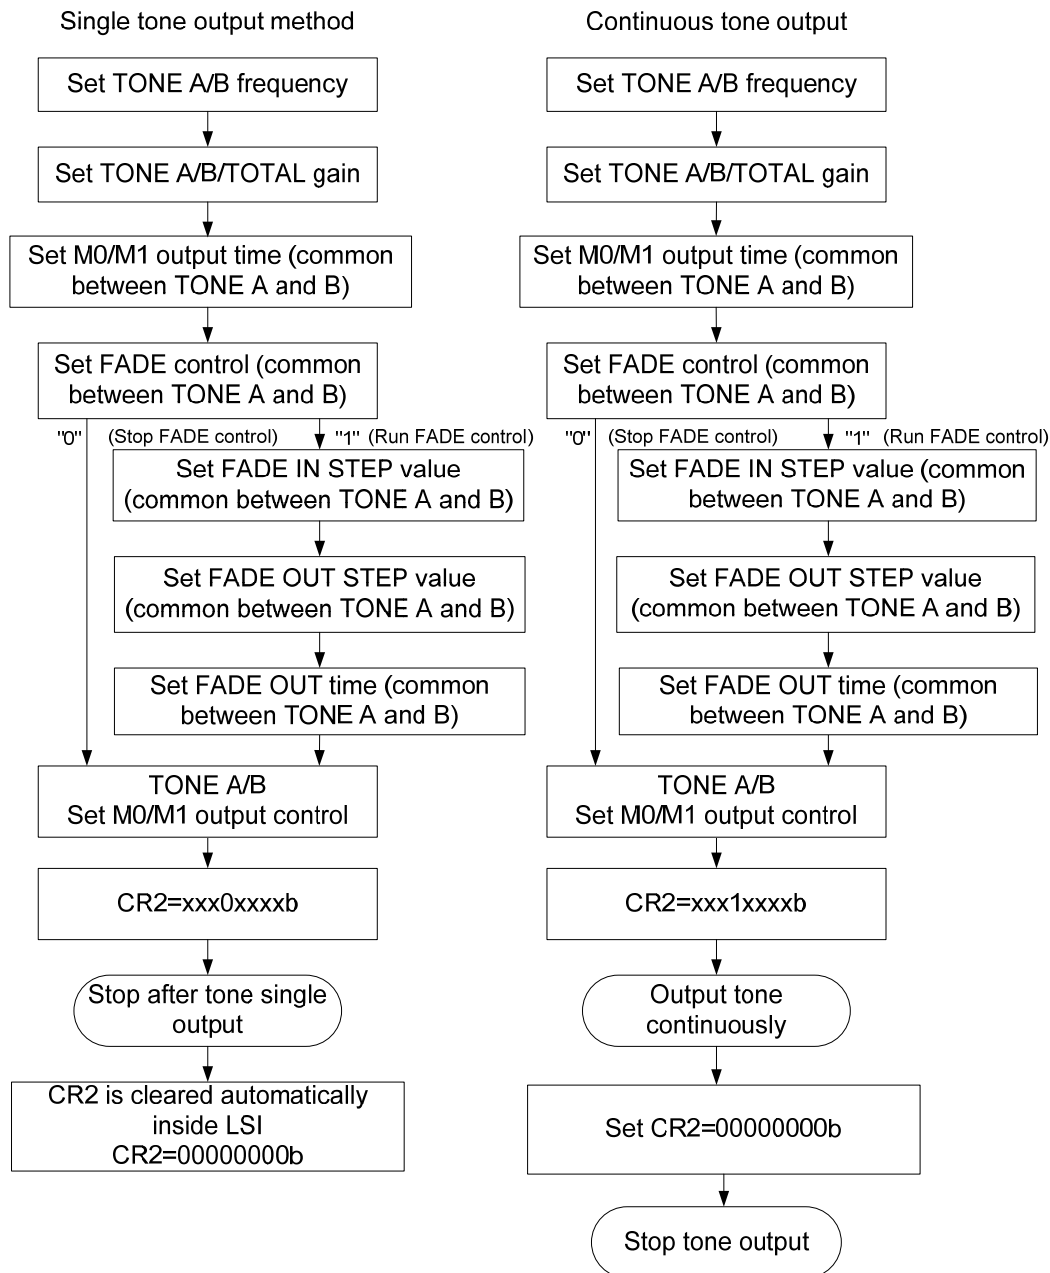 Single tone output method
Set TONE A/B frequency
Set TONE A/B/TOTAL gain
Set M0/M1 output time (common
between TONE A and B)
Set FADE control (common
between TONE A and B)
"0" (Stop FADE control) "1" (Run FADE control)
Set FADE IN STEP value
(common between TONE A and B)
Set FADE OUT STEP value
(common between TONE A and B)
Set FADE OUT time (common
between TONE A and B)
TONE A/B
Set M0/M1 output control
CR2=xxx0xxxxb
Stop after tone single
output
CR2 is cleared automatically
inside LSI
CR2=00000000b
Continuous tone output
Set TONE A/B frequency
Set TONE A/B/TOTAL gain
Set M0/M1 output time (common
between TONE A and B)
Set FADE control (common
between TONE A and B)
"0" (Stop FADE control) "1" (Run FADE control)
Set FADE IN STEP value (common
between TONE A and B)
Set FADE OUT STEP value
(common between TONE A and B)
Set FADE OUT time (common
between TONE A and B)
TONE A/B
Set M0/M1 output control
CR2=xxx1xxxxb
Output tone
continuously
Set CR2=00000000b
Stop tone output